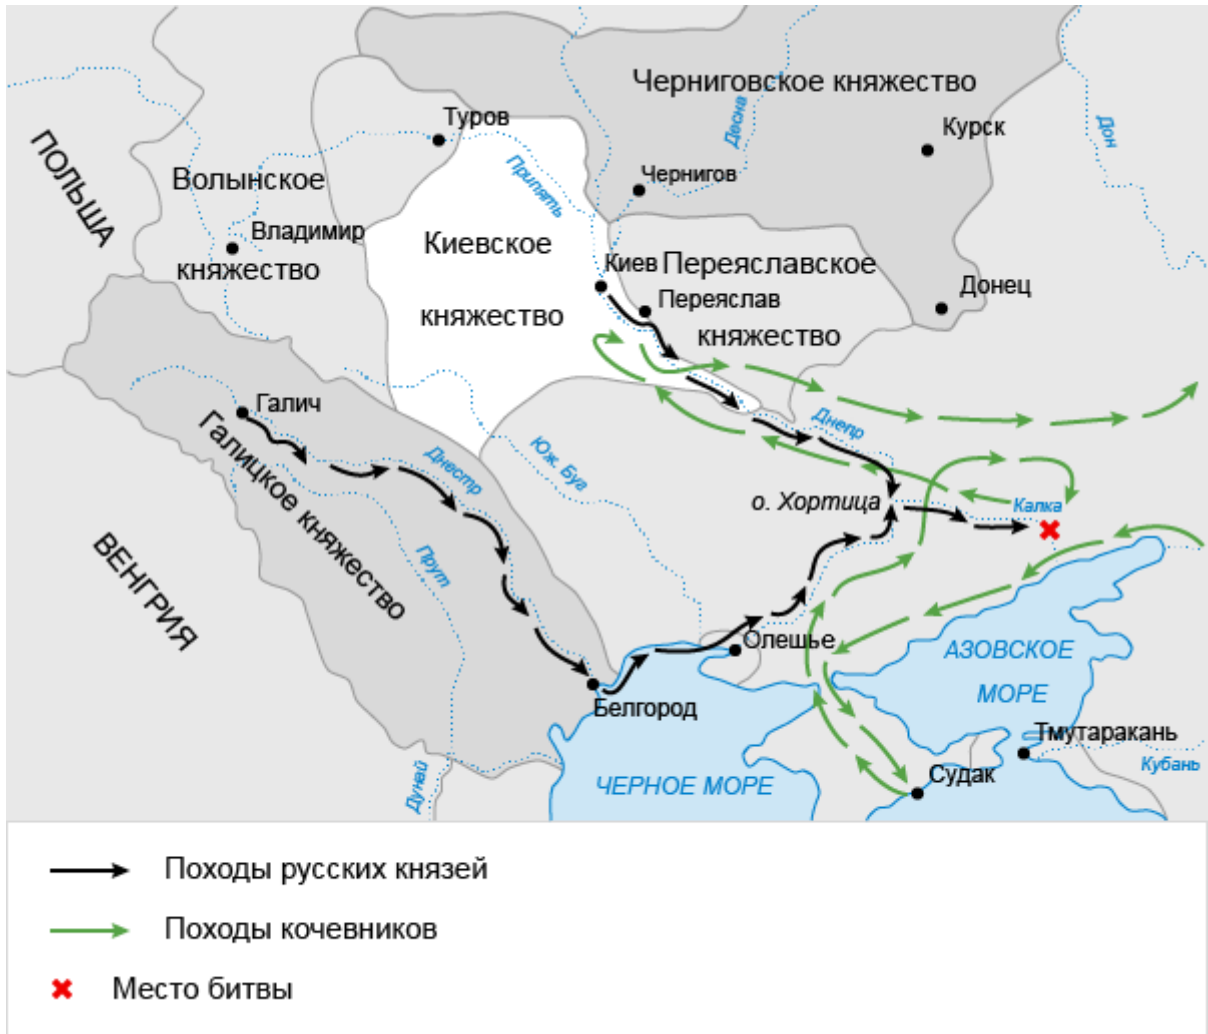 Черниговское княжество
Туров
Курск
Десна
Дон
ПОЛЬША
Припять
Чернигов
Волынское
княжество
Владимир
Киевское
княжество
Киев
Переяславское
княжество
Переяслав
Донец
Галич
Галицкое княжество
Днестр
Юж. Буг
Днепр
о. Хортица
Калка
ВЕНГРИЯ
Прут
Олешье
АЗОВСКОЕ
МОРЕ
Белгород
Тмутаракань
Кубань
Дунай
ЧЕРНОЕ МОРЕ
Судак
Походы русских князей
Походы кочевников
Место битвы